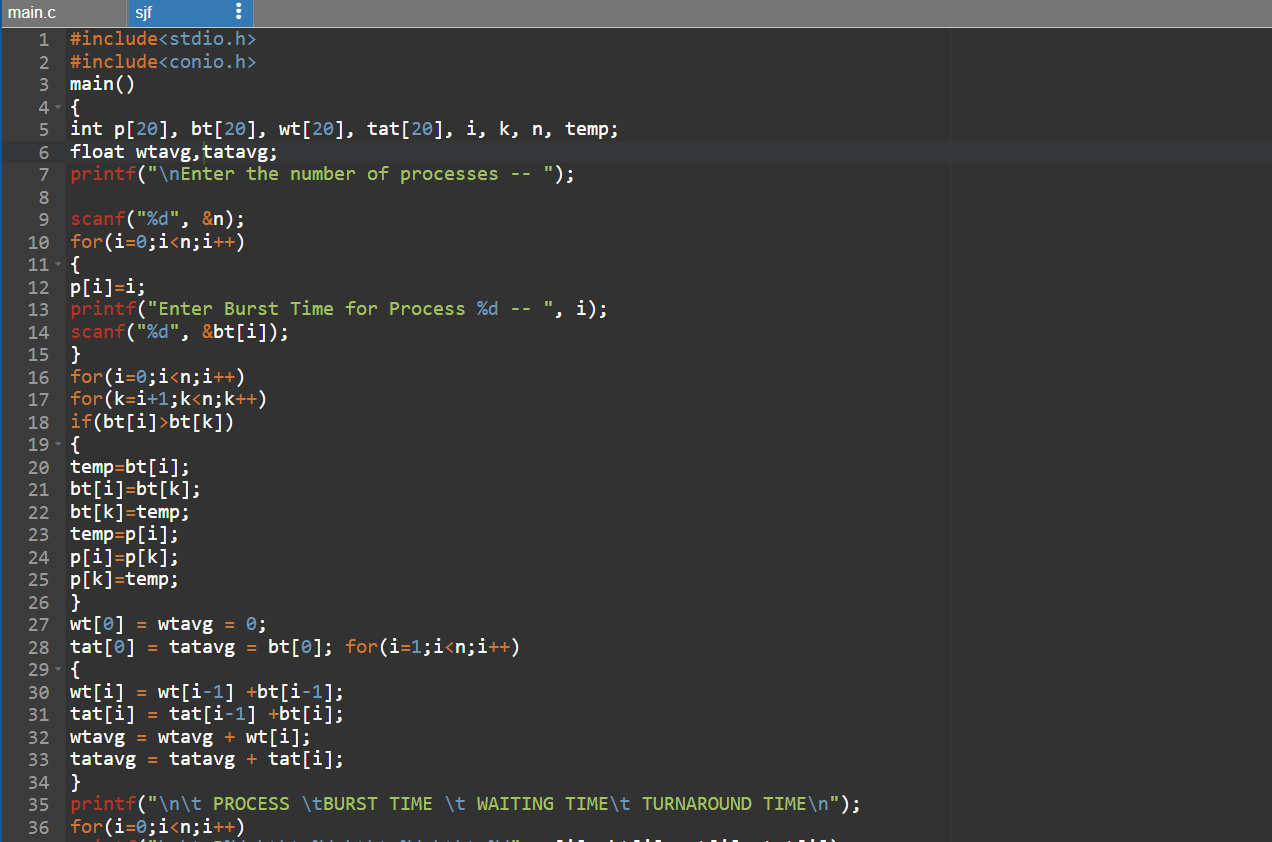 main.c
sjf
1 #include<stdio.h>
2 #include<conio.h>
3 main()
4 {
5 int p[20], bt[20], wt[20], tat[20], i, k, n, temp;
6 float wtavg,tatavg;
7 printf("\nEnter the number of processes -- ");
8
9 scanf("%d", &n);
10 for(i=0;i<n;i++)
11 {
12 p[i]=i;
13 printf("Enter Burst Time for Process %d -- ", i);
14 scanf("%d", &bt[i]);
15 }
16 for(i=0;i<n;i++)
17 for(k=i+1;k<n;k++)
18 if(bt[i]>bt[k])
19 {
20 temp=bt[i];
21 bt[i]=bt[k];
22 bt[k]=temp;
23 temp=p[i];
24 p[i]=p[k];
25 p[k]=temp;
26 }
27 wt[0] = wtavg = 0;
28 tat[0] = tatavg = bt[0]; for(i=1;i<n;i++)
29 {
30 wt[i] = wt[i-1] +bt[i-1];
31 tat[i] = tat[i-1] +bt[i];
32 wtavg = wtavg + wt[i];
33 tatavg = tatavg + tat[i];
34 }
35 printf("\n\t PROCESS \tBURST TIME \t WAITING TIME\t TURNAROUND TIME\n");
36 for(i=0;i<n;i++)